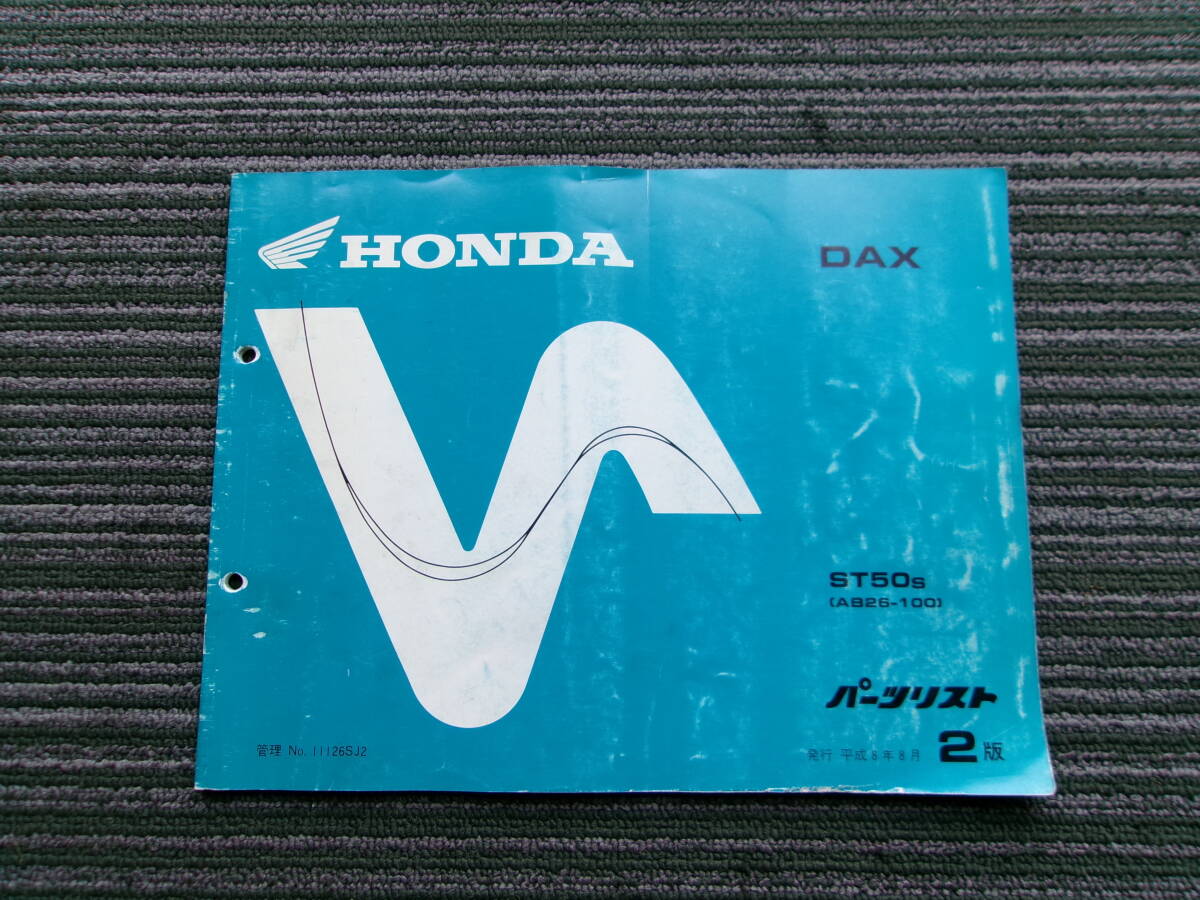 HONDA
DAX
ST50s
(AB26-100)
パーツリスト
管理 No. 11126SJ2
発行 平成8年8月 2版